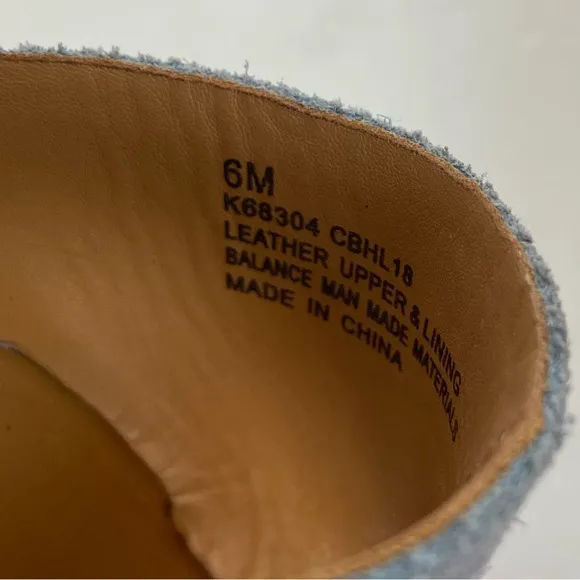 6M
K68304 CBHL18
LEATHER UPPER & LINING
BALANCE MAN MADE MATERIALS
MADE IN CHINA